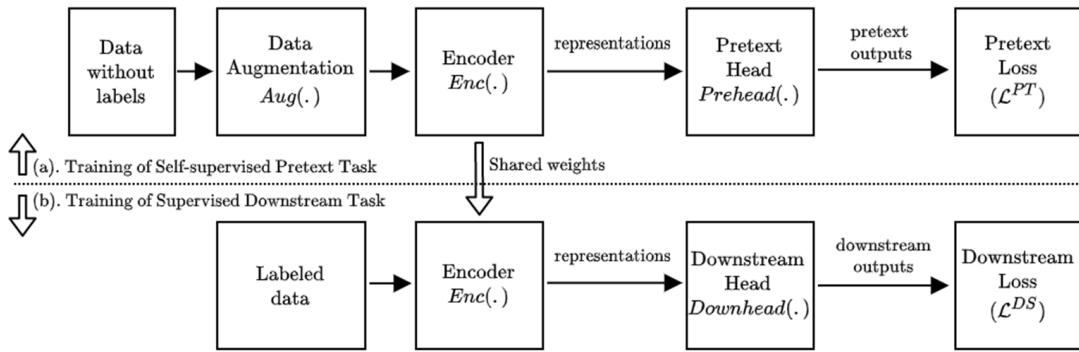 Data
without
labels
Data
Augmentation
Aug(.)
Encoder
Enc(.)
representations
Pretext
Head
Prehead(.)
pretext
outputs
Pretext
Loss
(ℒ^{PT})
(a). Training of Self-supervised Pretext Task
Shared weights
(b). Training of Supervised Downstream Task
Labeled
data
Encoder
Enc(.)
representations
Downstream
Head
Downhead(.)
downstream
outputs
Downstream
Loss
(ℒ^{DS})